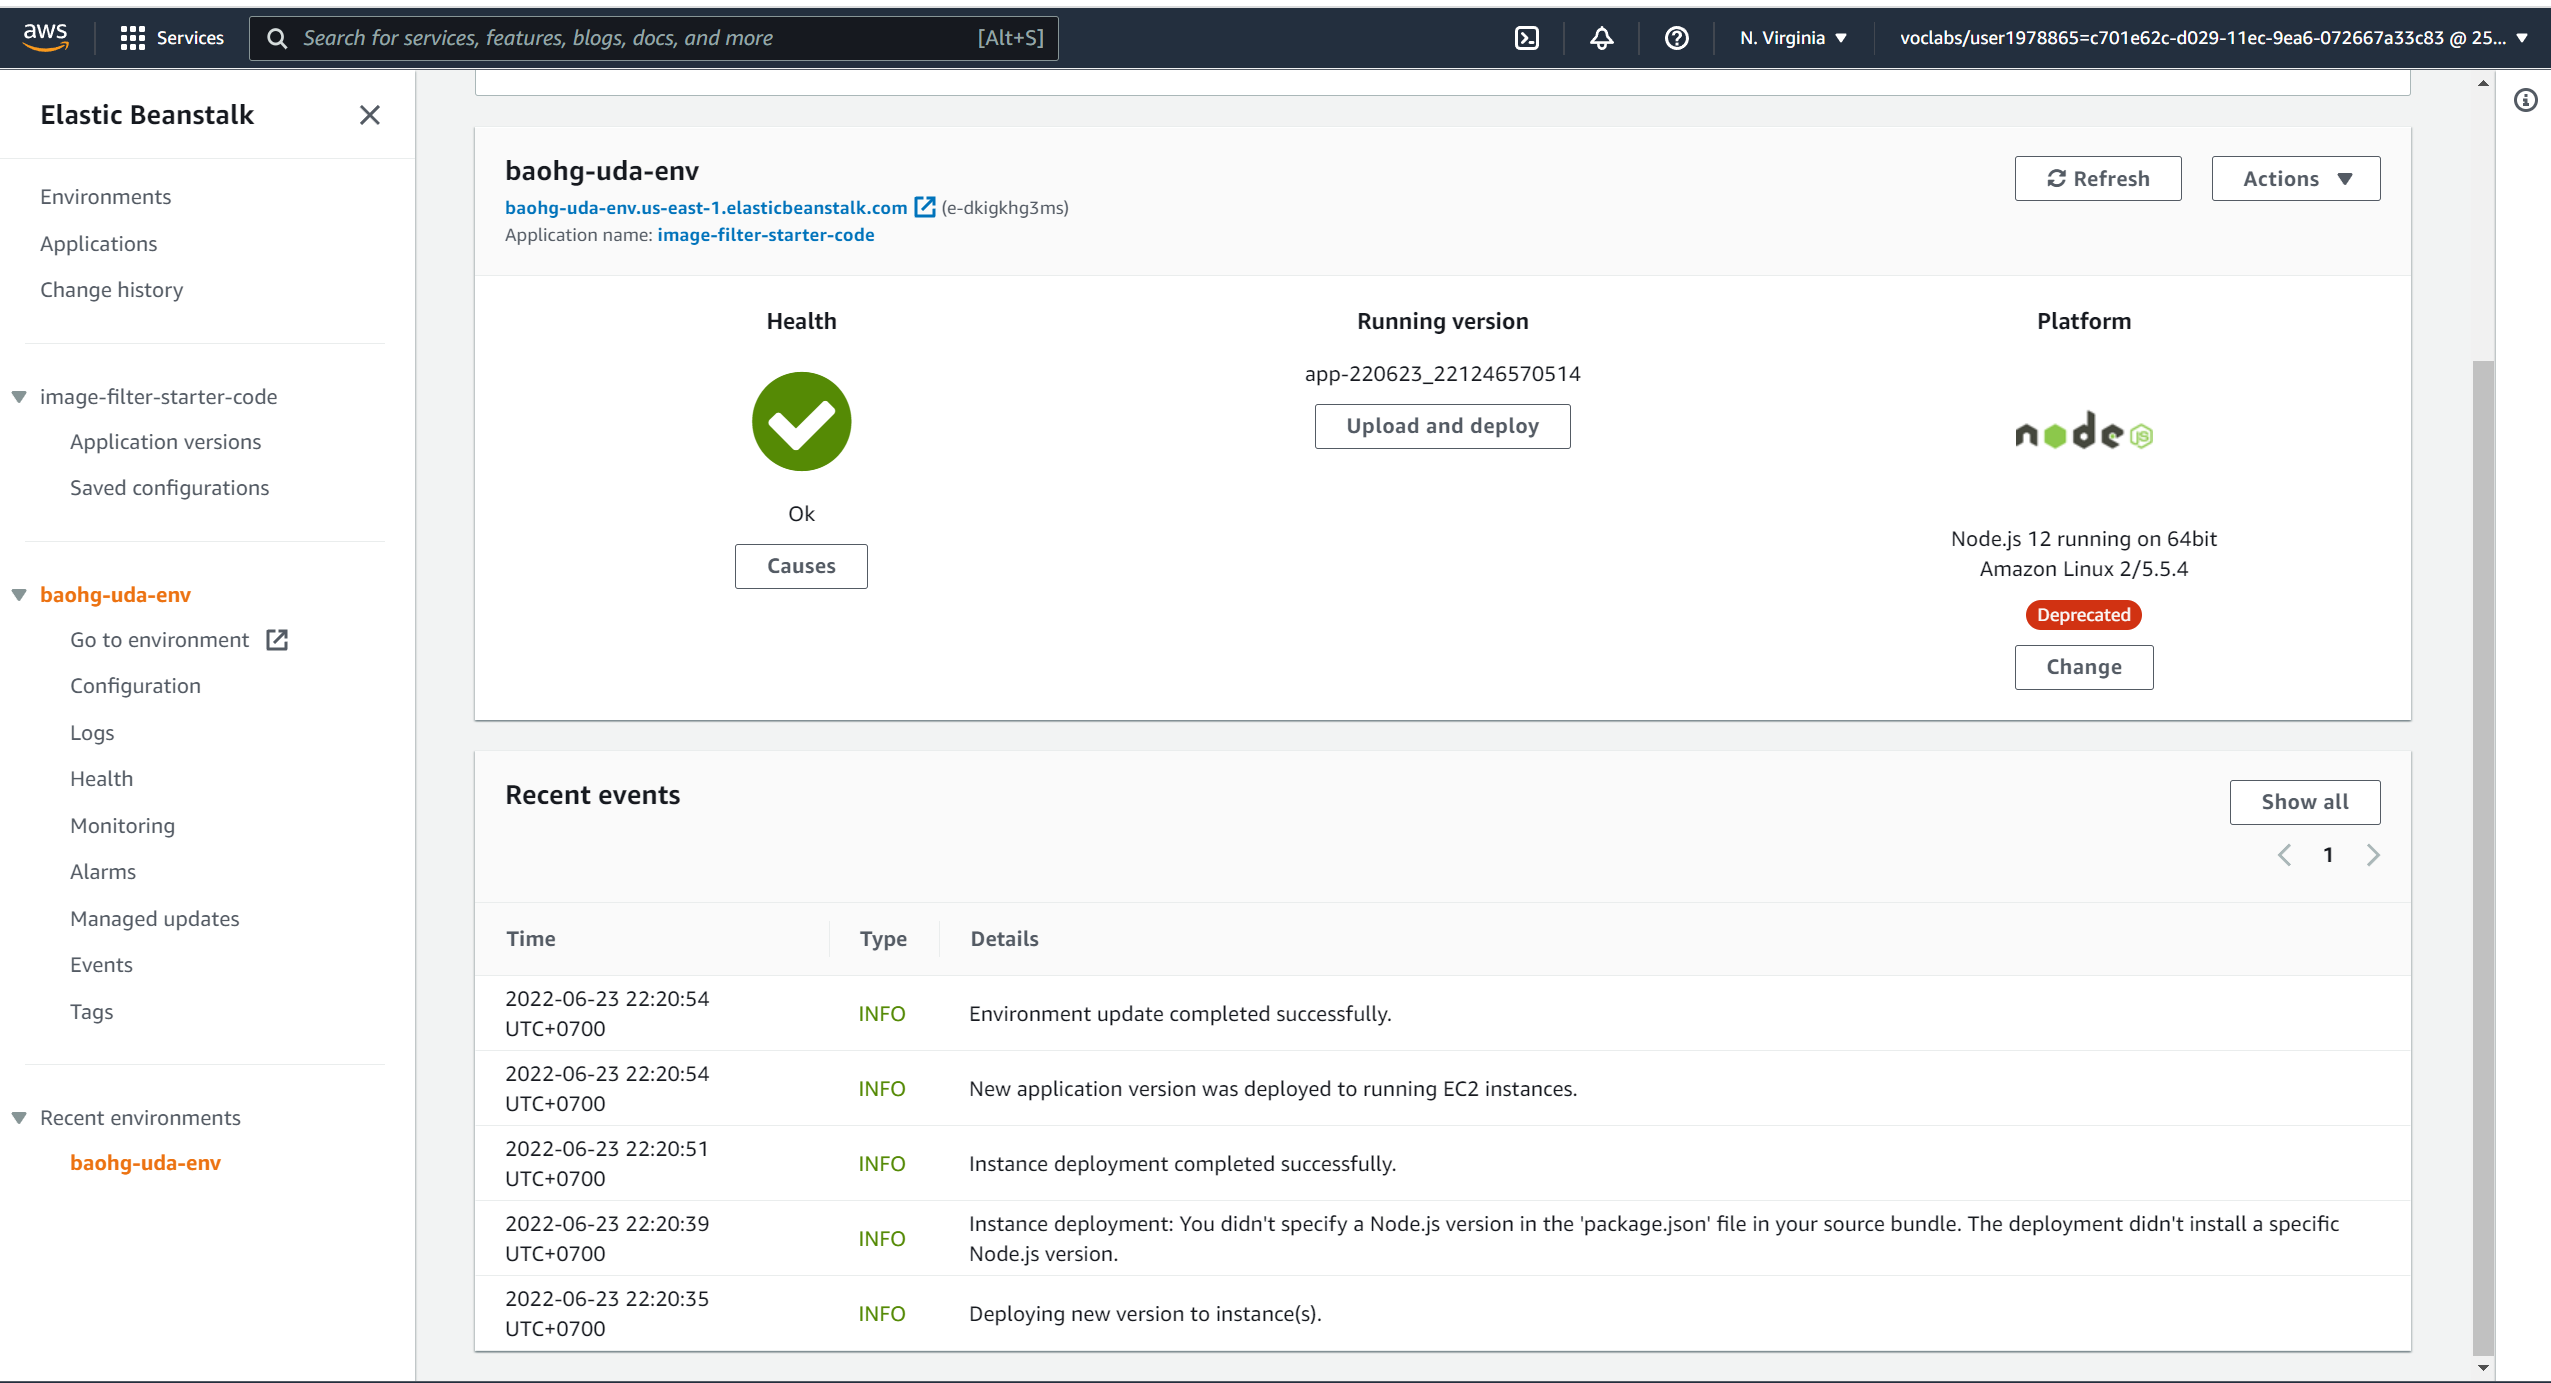 aws
Services
Search for services, features, blogs, docs, and more
[Alt+S]
N. Virginia
voclabs/user1978865=c701e62c-d029-11ec-9ea6-072667a33c83 @ 25...
Elastic Beanstalk
Environments
Applications
Change history
image-filter-starter-code
Application versions
Saved configurations
baohg-uda-env
Go to environment
Configuration
Logs
Health
Monitoring
Alarms
Managed updates
Events
Tags
Recent environments
baohg-uda-env
baohg-uda-env
baohg-uda-env.us-east-1.elasticbeanstalk.com (e-dkigkhg3ms)
Application name: image-filter-starter-code
Refresh
Actions
Health
Ok
Causes
Running version
app-220623_221246570514
Upload and deploy
Platform
node JS
Node.js 12 running on 64bit
Amazon Linux 2/5.5.4
Deprecated
Change
Recent events
Show all
1
Time Type Details
2022-06-23 22:20:54
UTC+0700
INFO
Environment update completed successfully.
2022-06-23 22:20:54
UTC+0700
INFO
New application version was deployed to running EC2 instances.
2022-06-23 22:20:51
UTC+0700
INFO
Instance deployment completed successfully.
2022-06-23 22:20:39
UTC+0700
INFO
Instance deployment: You didn't specify a Node.js version in the 'package.json' file in your source bundle. The deployment didn't install a specific
Node.js version.
2022-06-23 22:20:35
UTC+0700
INFO
Deploying new version to instance(s).